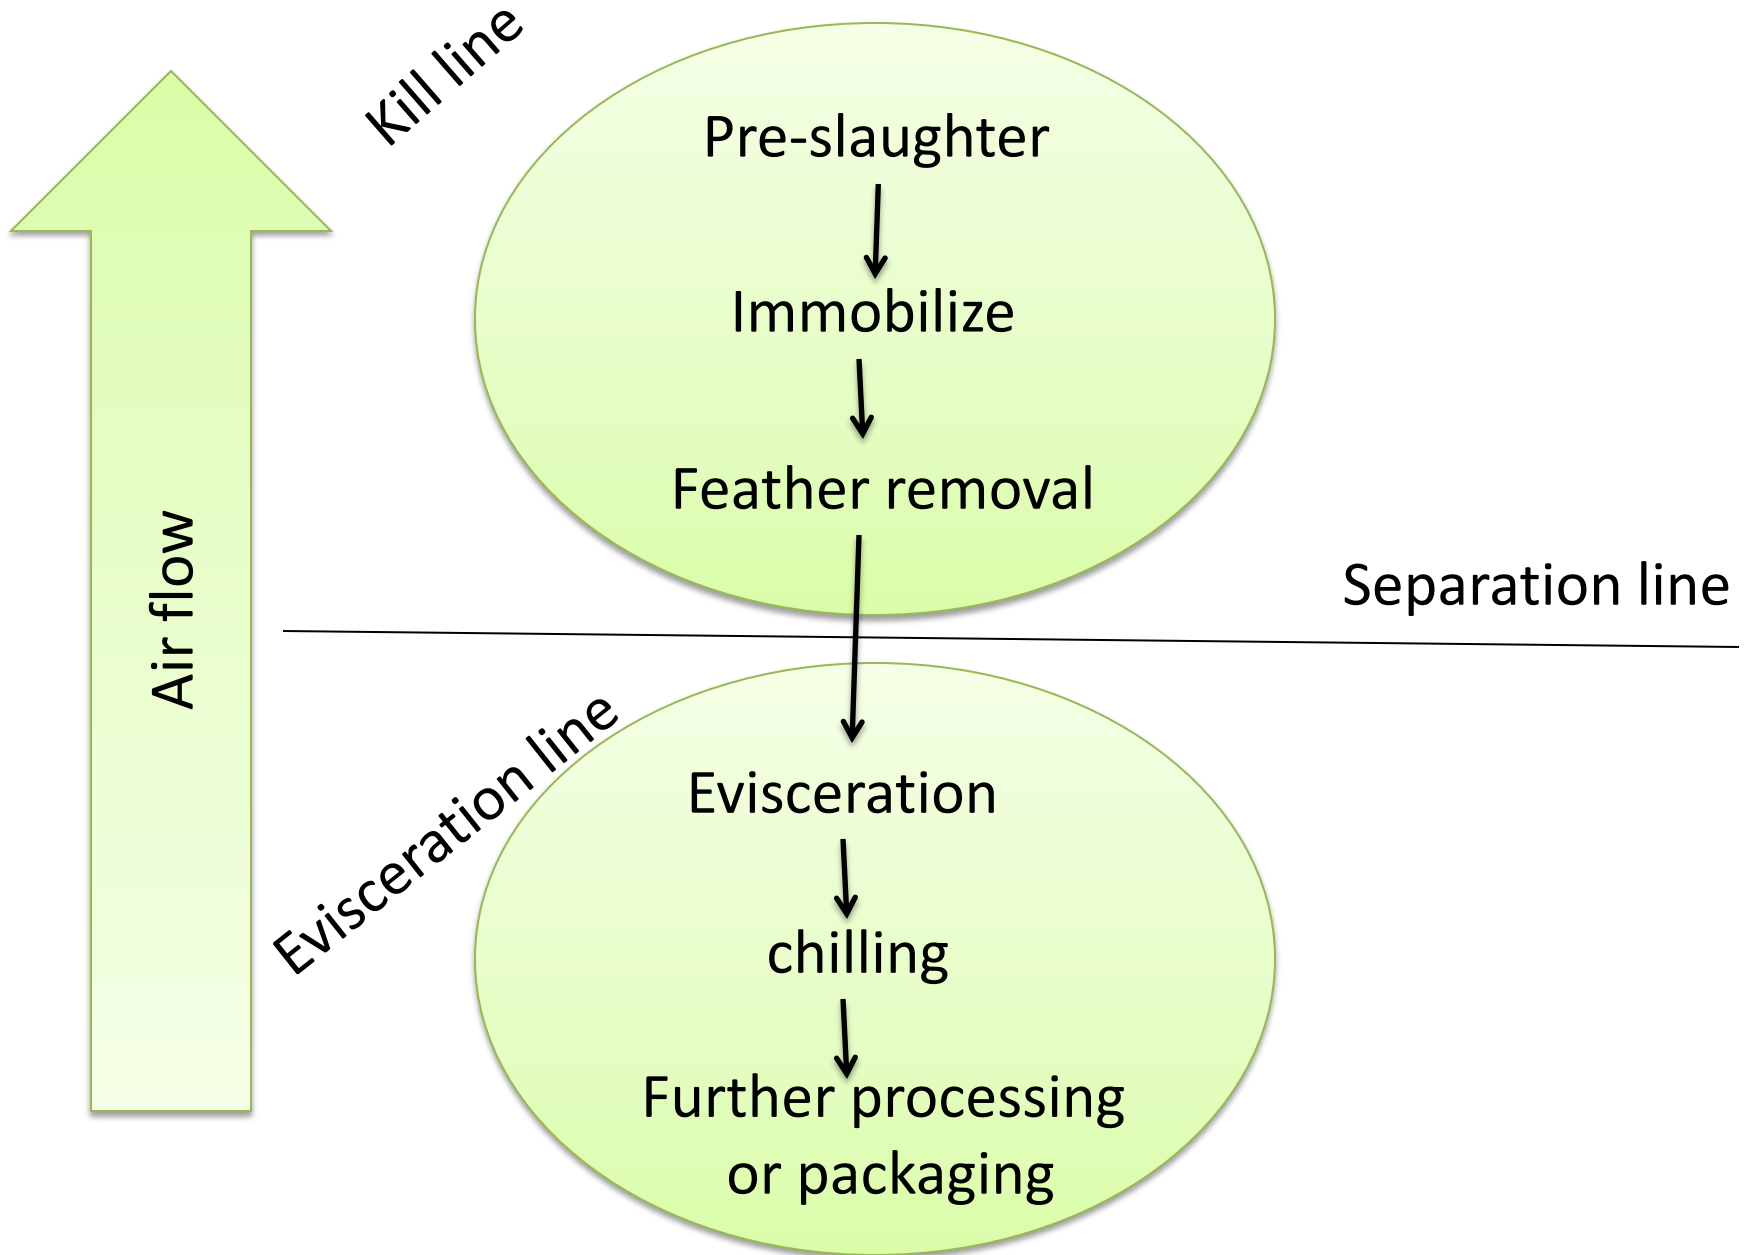 Kill line
Pre-slaughter
Immobilize
Feather removal
Separation line
Air flow
Evisceration line
Evisceration
chilling
Further processing
or packaging